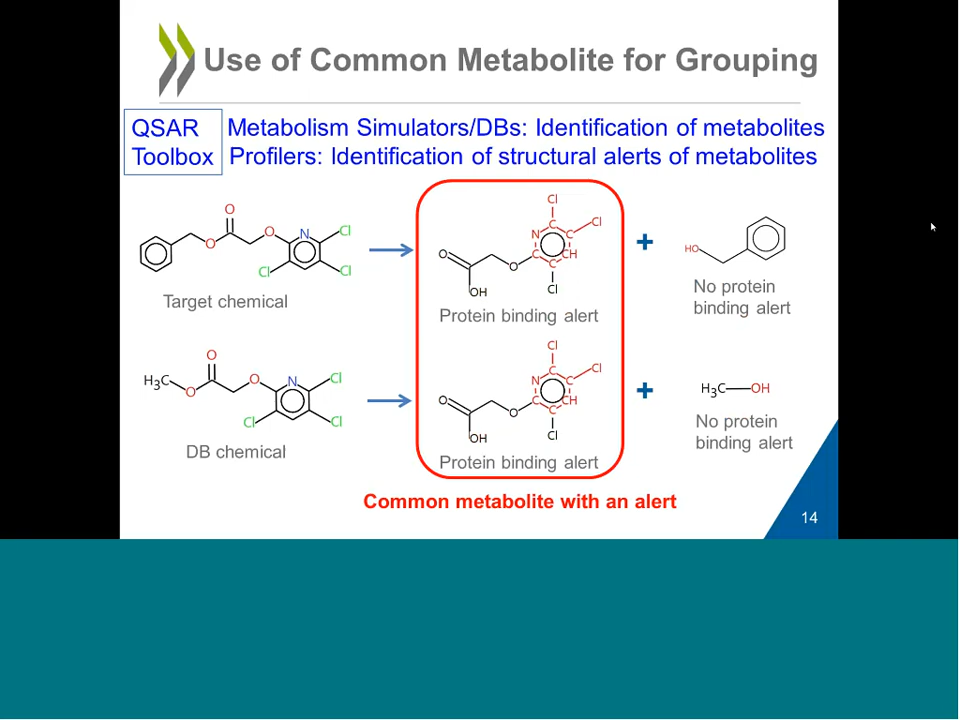 Use of Common Metabolite for Grouping
QSAR Toolbox
Metabolism Simulators/DBs: Identification of metabolites
Profilers: Identification of structural alerts of metabolites
O
O
O
N
Cl
Cl
Cl
Target chemical
Cl
Cl
N
C
C
C
C
CH
O
O
OH
Cl
Protein binding alert
+
HO
No protein
binding alert
O
H₃C
O
O
N
Cl
Cl
Cl
DB chemical
Cl
Cl
N
C
C
C
C
CH
O
O
OH
Cl
Protein binding alert
+
H₃C
OH
No protein
binding alert
Common metabolite with an alert
14